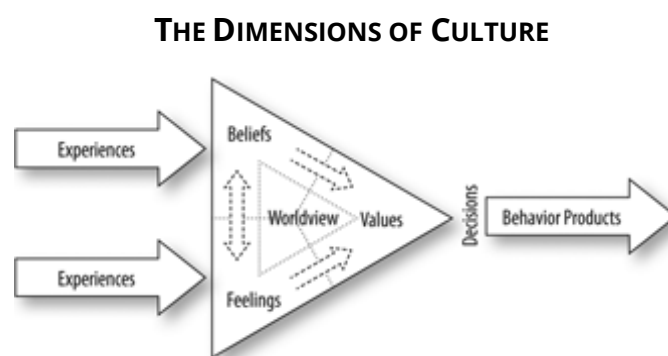 THE DIMENSIONS OF CULTURE
Experiences
Beliefs
Worldview
Values
Decisions
Behavior Products
Experiences
Feelings